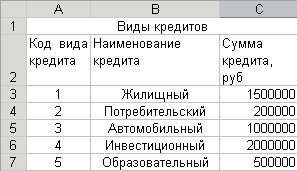 A B C
1 Виды кредитов
Код вида Наименование Сумма
кредита кредита кредита,
2 руб
3 1 Жилищный 1500000
4 2 Потребительский 200000
5 3 Автомобильный 1000000
6 4 Инвестиционный 2000000
7 5 Образовательный 500000